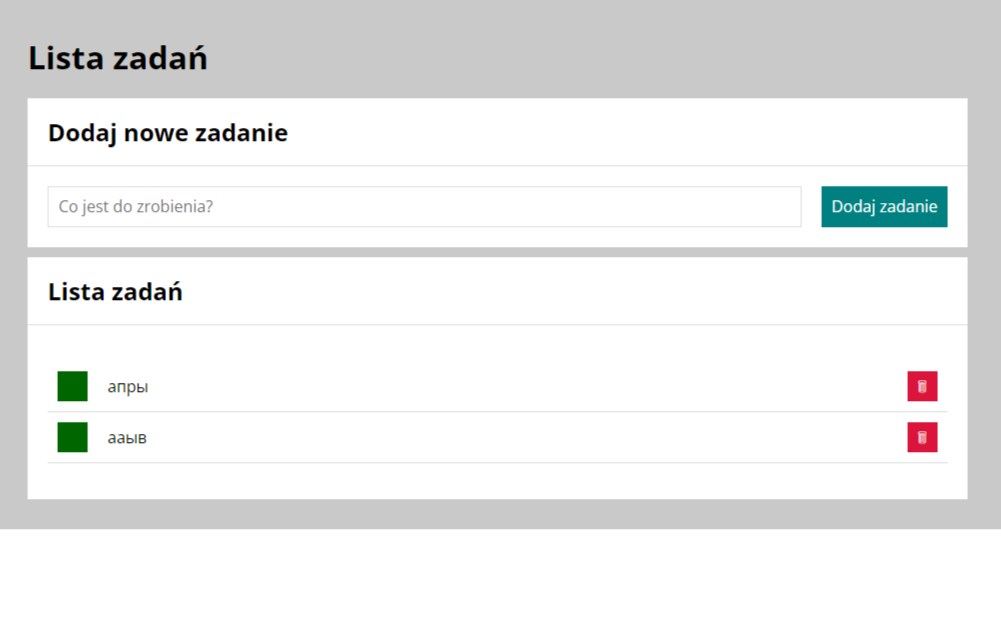 Lista zadań
Dodaj nowe zadanie
Co jest do zrobienia?
Dodaj zadanie
Lista zadań
апры
ааыв